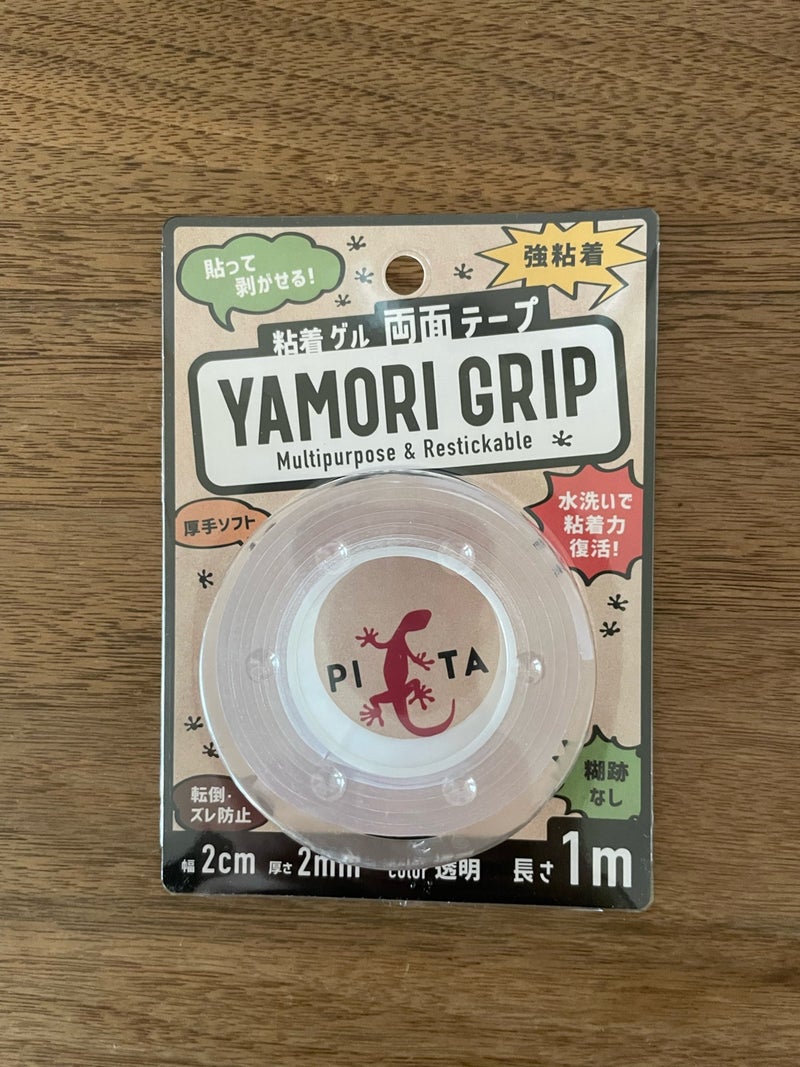 貼って
剥がせる!
強粘着
粘着ゲル 両面テープ
YAMORI GRIP
Multipurpose & Restickable
厚手ソフト
水洗いで
粘着力
復活!
PI TA
糊跡
なし
転倒・
ズレ防止
幅 2cm 厚さ 2mm color 透明 長さ 1m